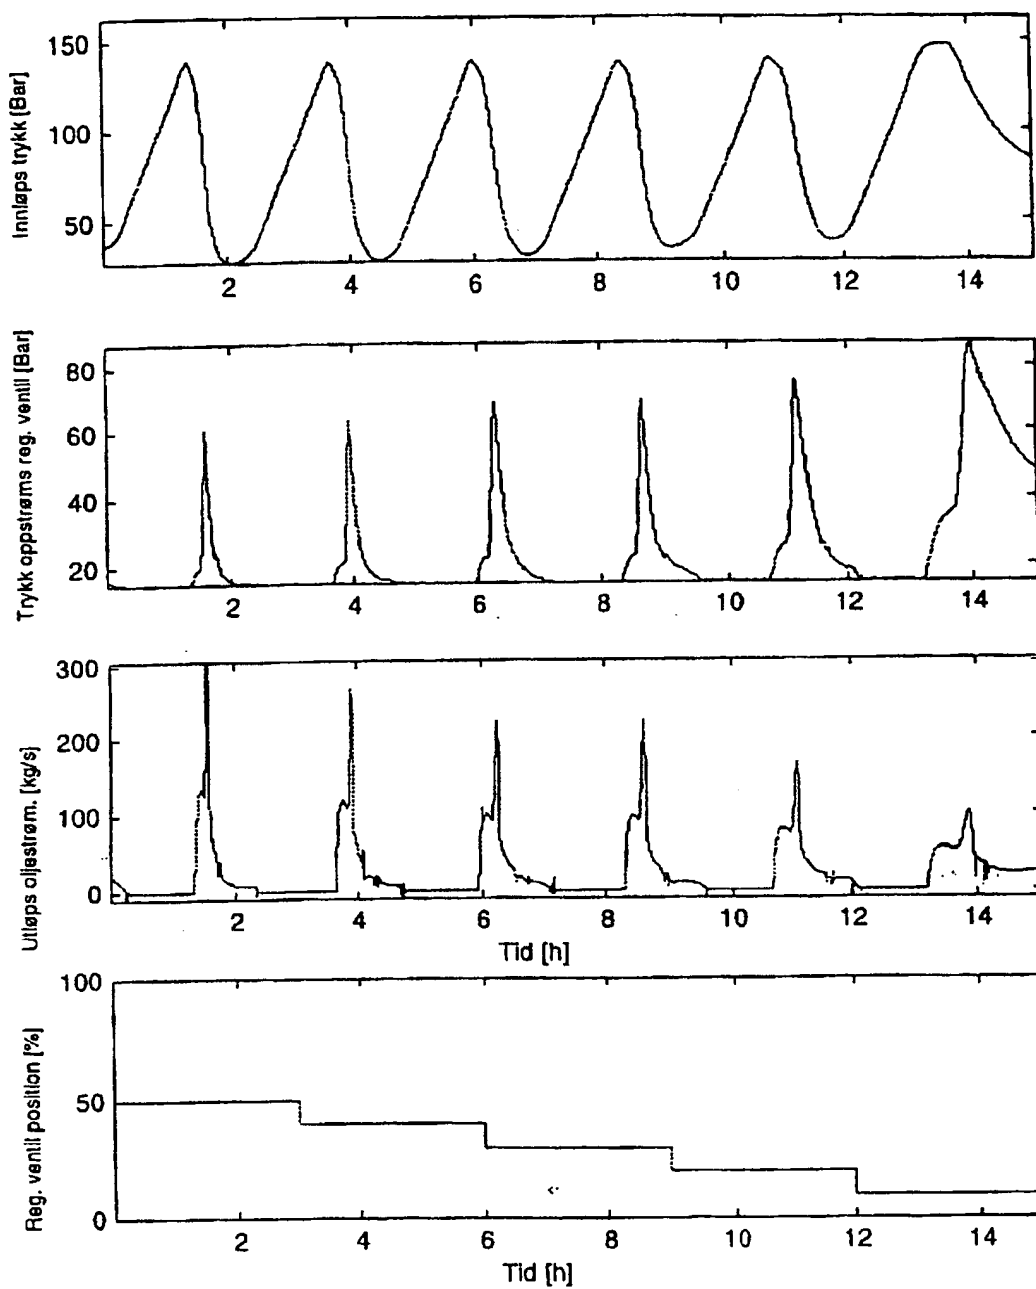 Innløps trykk [Bar]
150
100
50
2 4 6 8 10 12 14
Trykk oppstrøms reg. ventil [Bar]
80
60
40
20
2 4 6 8 10 12 14
Utløps oljestrøm. [kg/s]
300
200
100
0
2 4 6 8 10 12 14
Tid [h]
Reg. ventil position [%]
100
50
0
2 4 6 8 10 12 14
Tid [h]